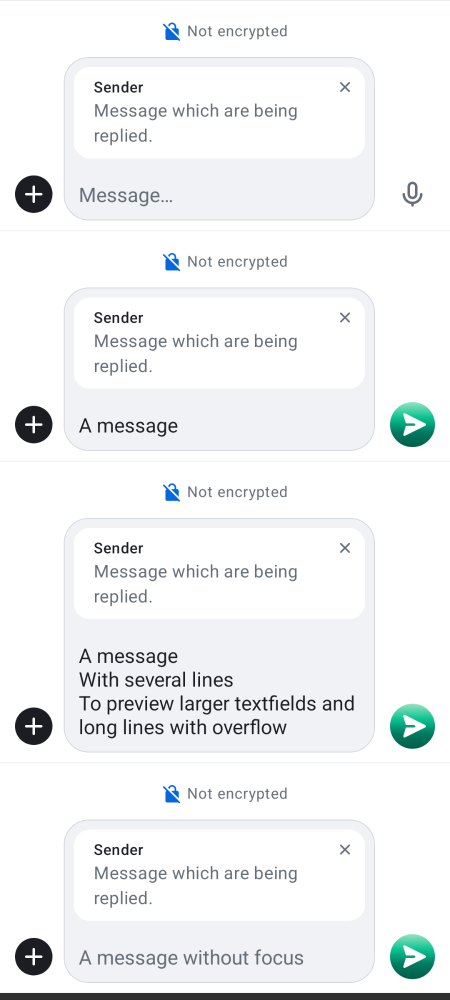 Not encrypted
Sender
Message which are being
replied.
Message…
Not encrypted
Sender
Message which are being
replied.
A message
Not encrypted
Sender
Message which are being
replied.
A message
With several lines
To preview larger textfields and
long lines with overflow
Not encrypted
Sender
Message which are being
replied.
A message without focus